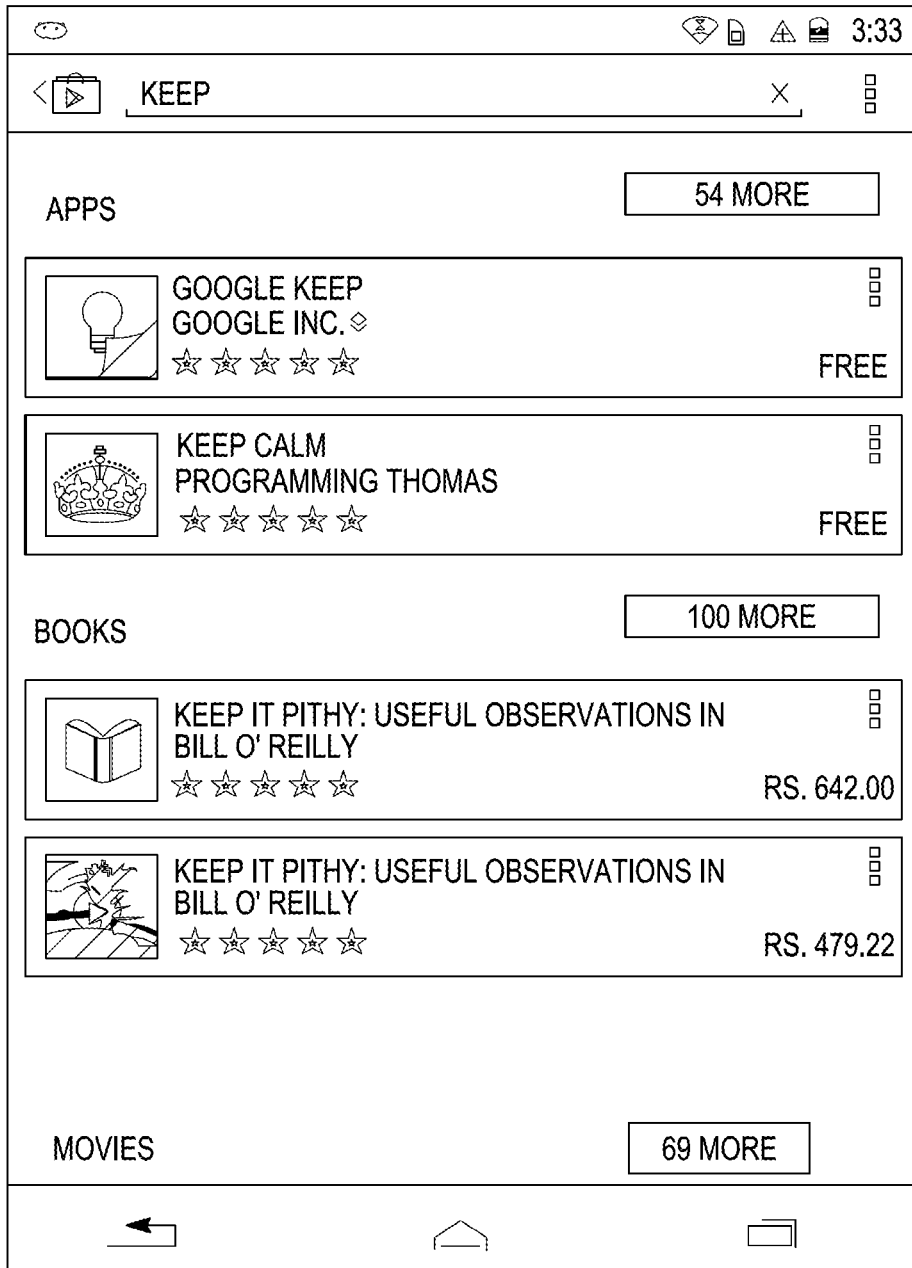 3:33
KEEP
APPS
54 MORE
GOOGLE KEEP
GOOGLE INC.
FREE
KEEP CALM
PROGRAMMING THOMAS
FREE
BOOKS
100 MORE
KEEP IT PITHY: USEFUL OBSERVATIONS IN
BILL O' REILLY
RS. 642.00
KEEP IT PITHY: USEFUL OBSERVATIONS IN
BILL O' REILLY
RS. 479.22
MOVIES
69 MORE